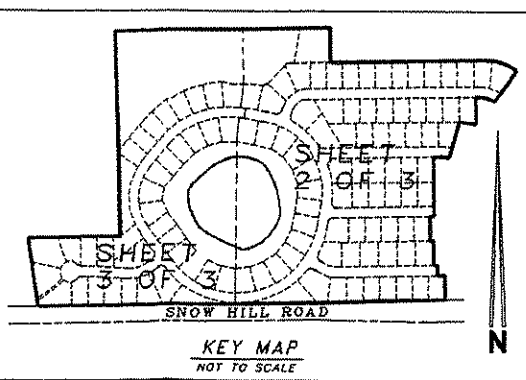 SHEET
2 OF 3
SHEET
3 OF 3
SNOW HILL ROAD
KEY MAP
NOT TO SCALE
N